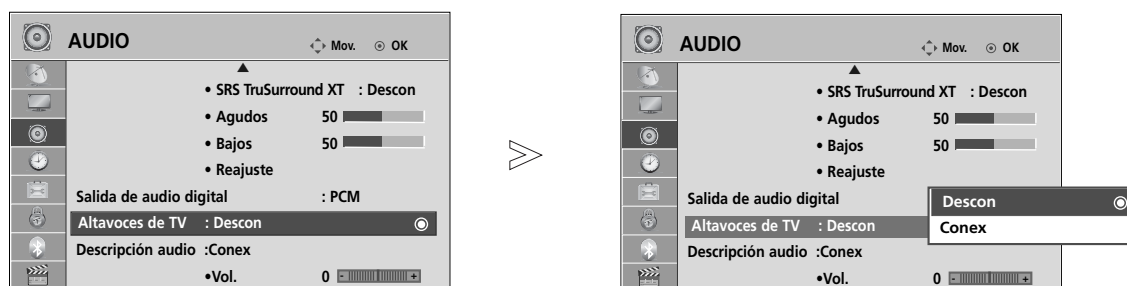 AUDIO
Mov. OK
• SRS TruSurround XT : Descon
• Agudos 50
• Bajos 50
• Reajuste
Salida de audio digital : PCM
Altavoces de TV : Descon
Descripción audio :Conex
•Vol. 0 - +
AUDIO
Mov. OK
• SRS TruSurround XT : Descon
• Agudos 50
• Bajos 50
• Reajuste
Salida de audio digital
Altavoces de TV : Descon
Descripción audio :Conex
•Vol. 0 - +
Descon
Conex